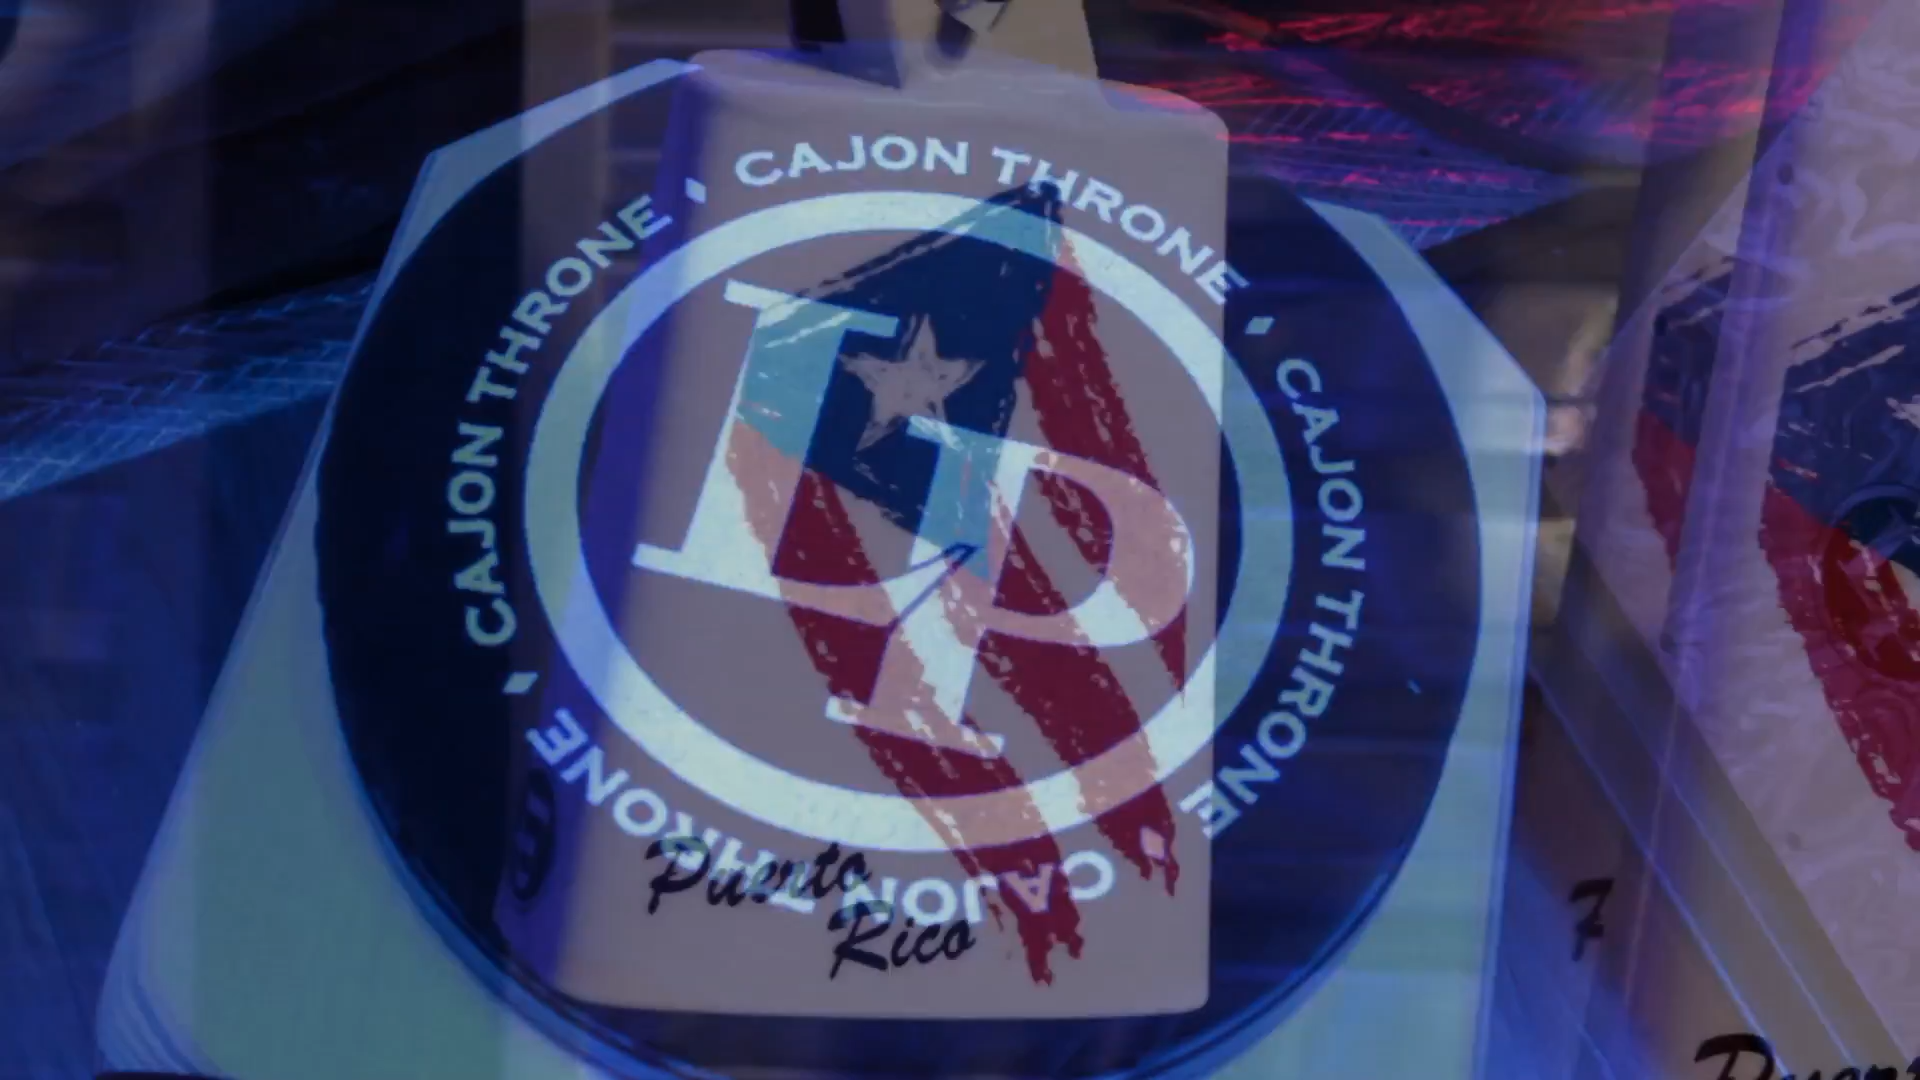 CAJON THRONE • CAJON THRONE • CAJON THRONE • CAJON THRONE
LP
Puerto
Rico